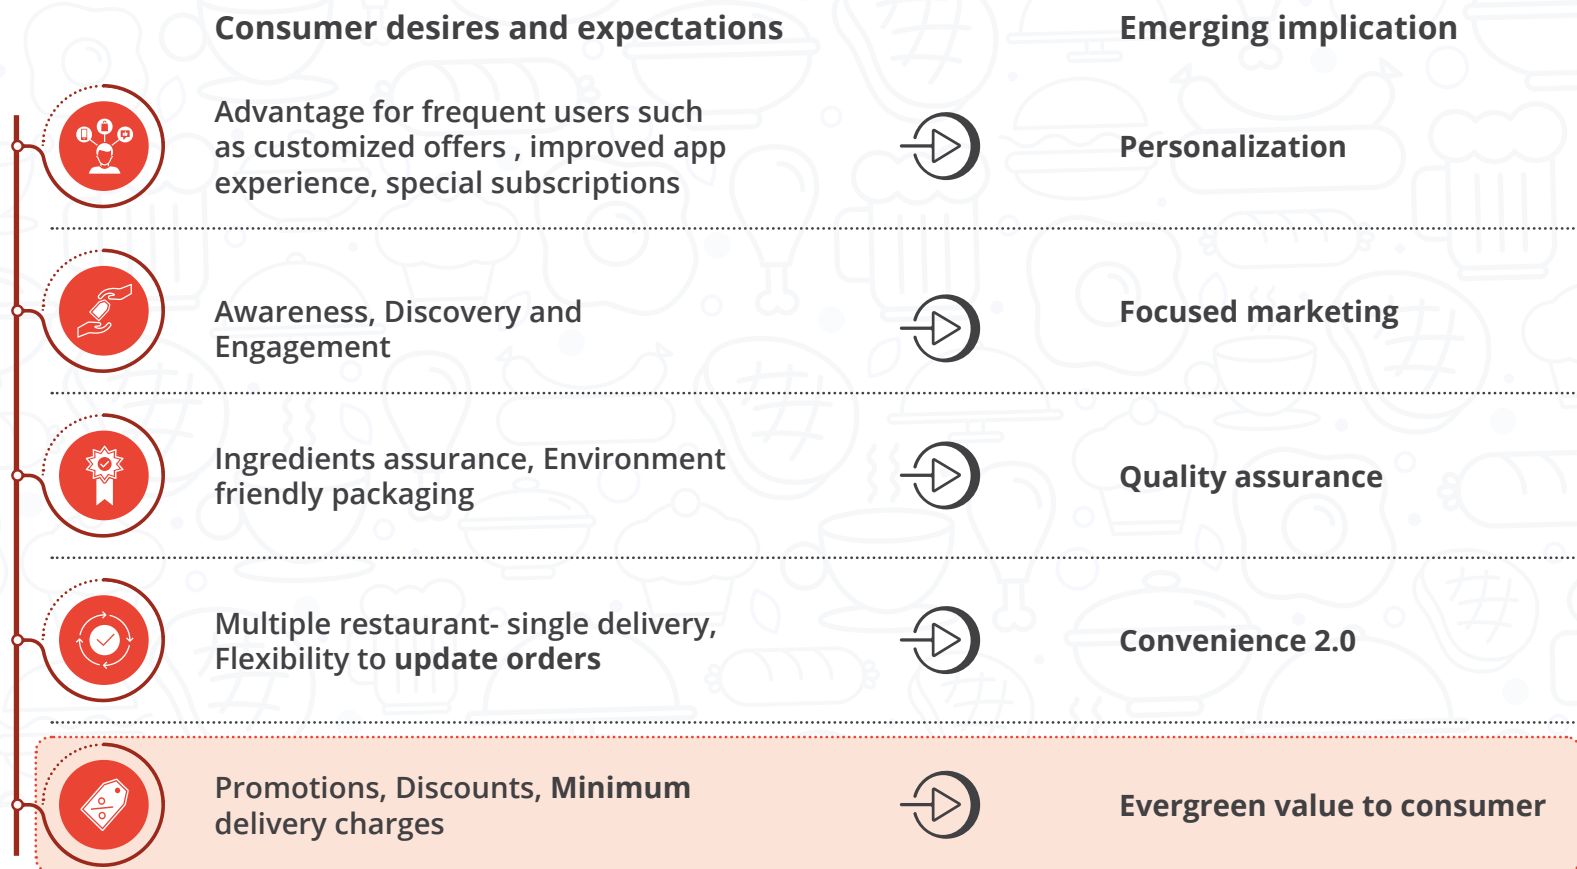 Consumer desires and expectations
Emerging implication
Advantage for frequent users such
as customized offers , improved app
experience, special subscriptions
Personalization
Awareness, Discovery and
Engagement
Focused marketing
Ingredients assurance, Environment
friendly packaging
Quality assurance
Multiple restaurant- single delivery,
Flexibility to update orders
Convenience 2.0
Promotions, Discounts, Minimum
delivery charges
Evergreen value to consumer